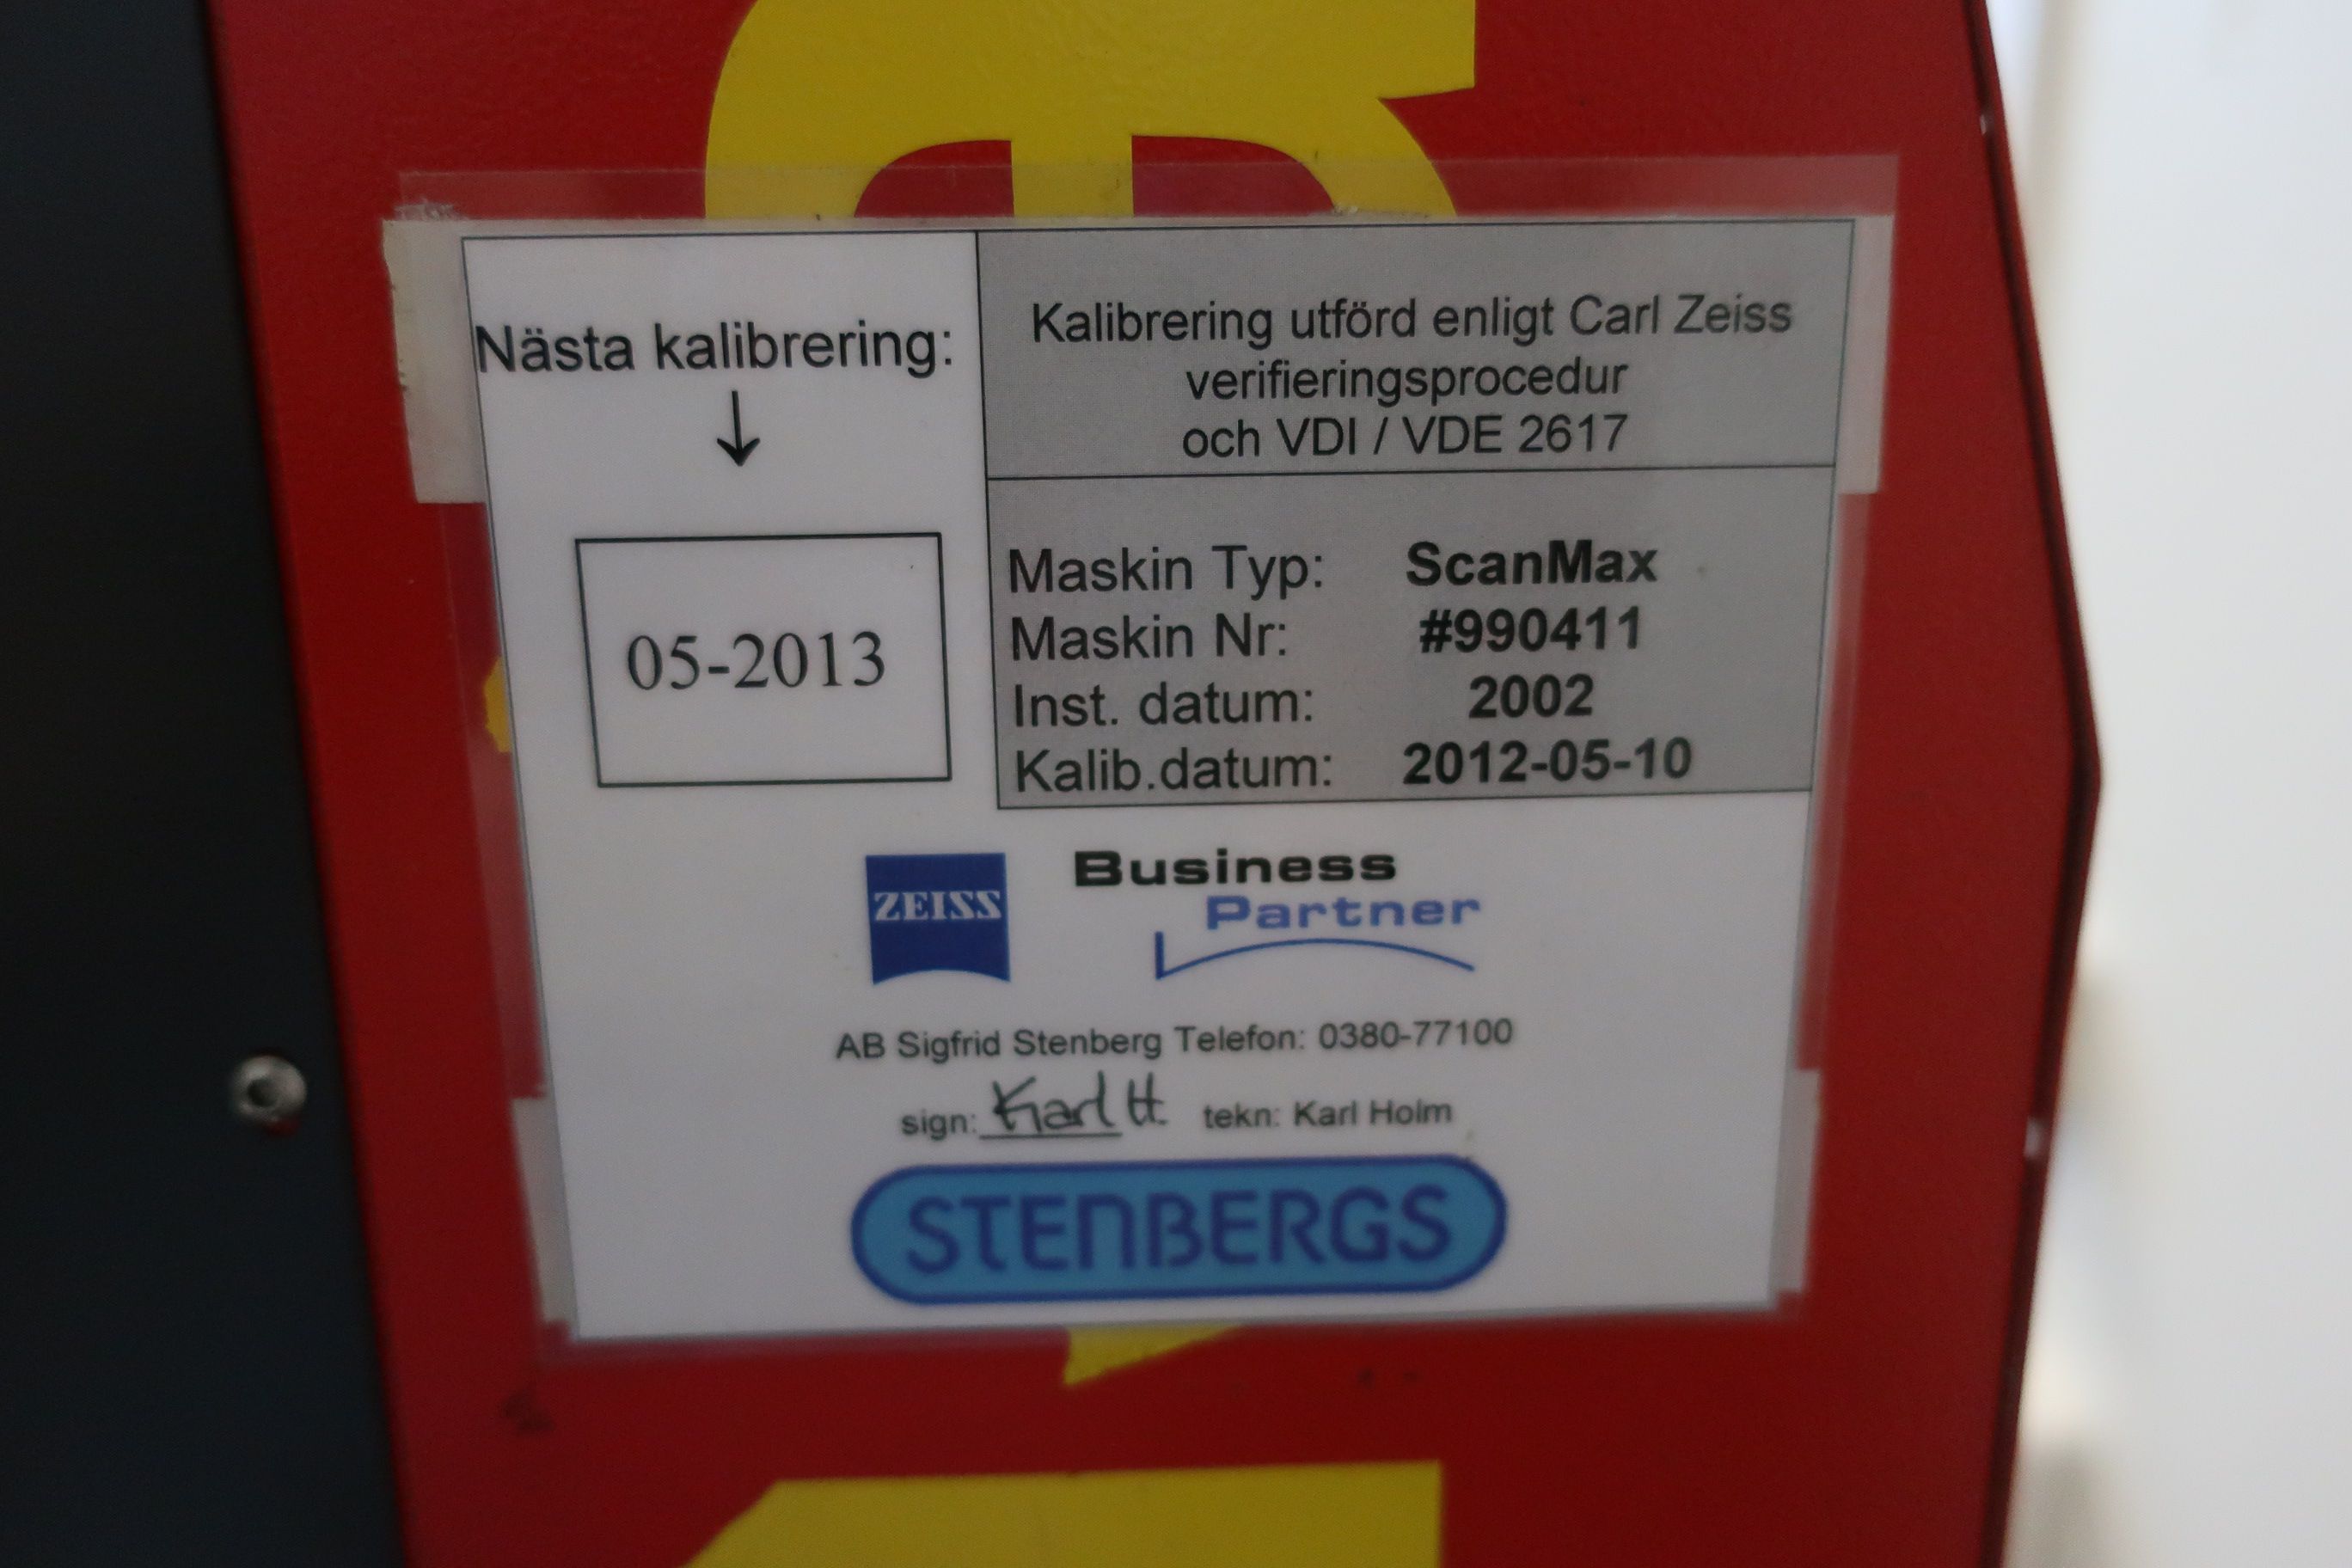 Nästa kalibrering:
05-2013
Kalibrering utförd enligt Carl Zeiss
verifieringsprocedur
och VDI / VDE 2617
Maskin Typ: ScanMax
Maskin Nr: #990411
Inst. datum: 2002
Kalib.datum: 2012-05-10
ZEISS
Business
Partner
AB Sigfrid Stenberg Telefon: 0380-77100
sign: Karl H. tekn: Karl Holm
STENBERGS